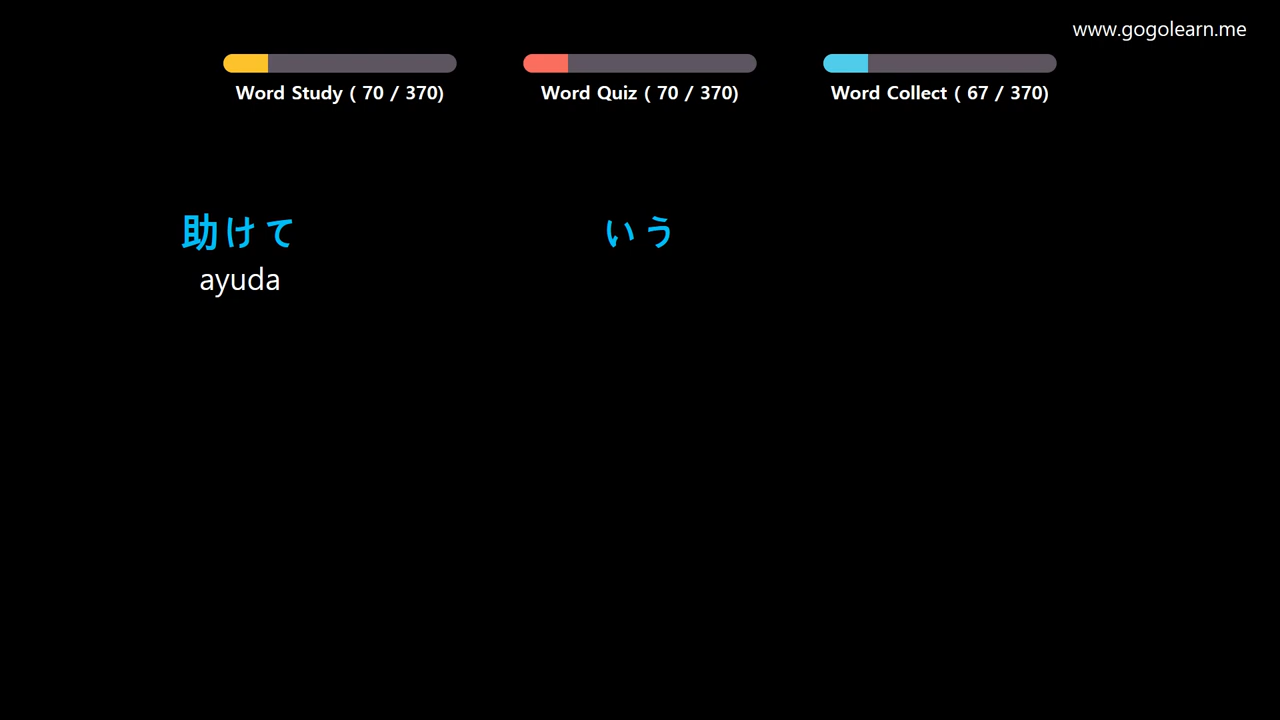 www.gogolearn.me
Word Study ( 70 / 370)
Word Quiz ( 70 / 370)
Word Collect ( 67 / 370)
助けて
ayuda
いう